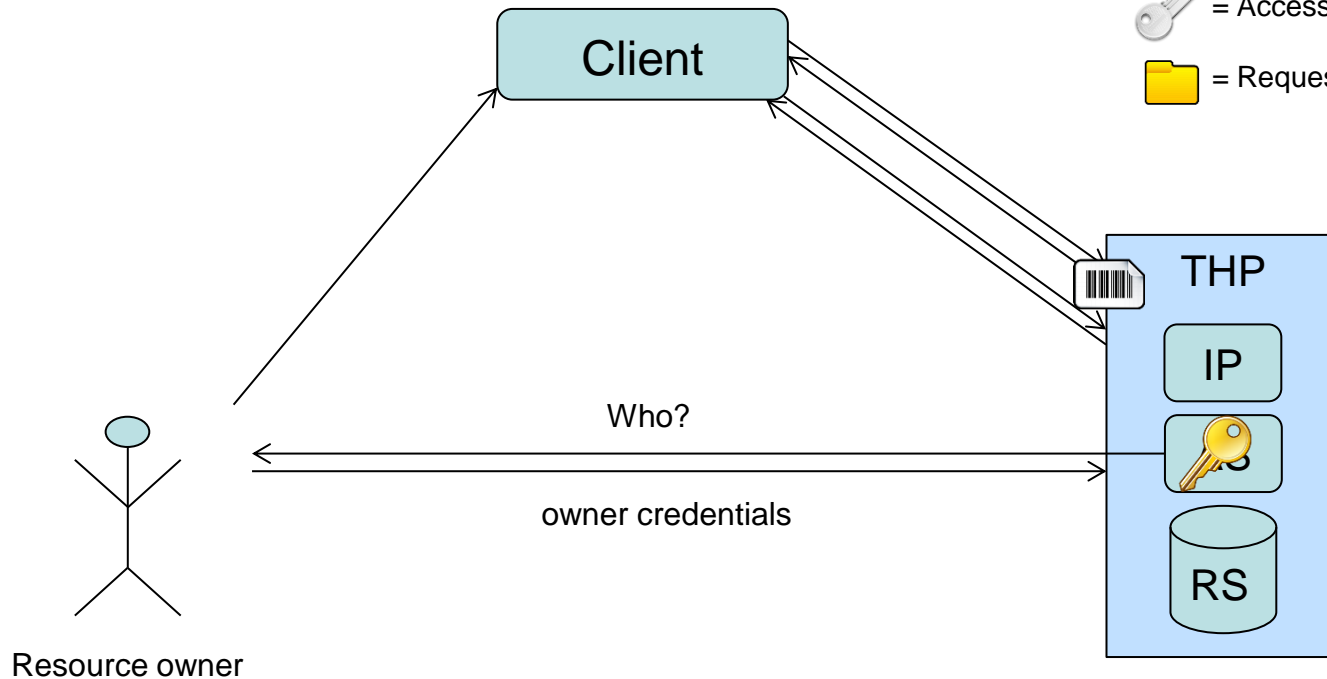 = Access
= Reques
Client
THP
IP
Who?
S
owner credentials
RS
Resource owner